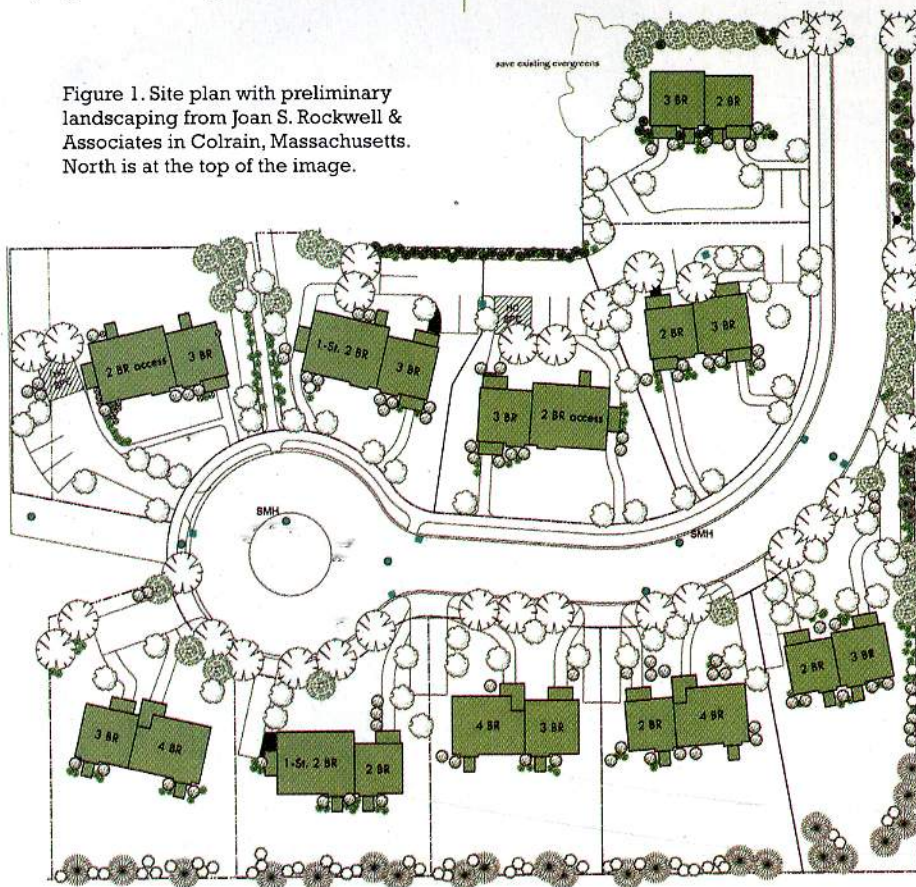 Figure 1. Site plan with preliminary
landscaping from Joan S. Rockwell &
Associates in Colrain, Massachusetts.
North is at the top of the image.
save existing evergreens
3 BR
2 BR
2 BR access
3 BR
1-St. 2 BR
3 BR
3 BR
2 BR access
2 BR
3 BR
SMH
SMH
3 BR
4 BR
1-St. 2 BR
2 BR
4 BR
3 BR
2 BR
4 BR
2 BR
3 BR